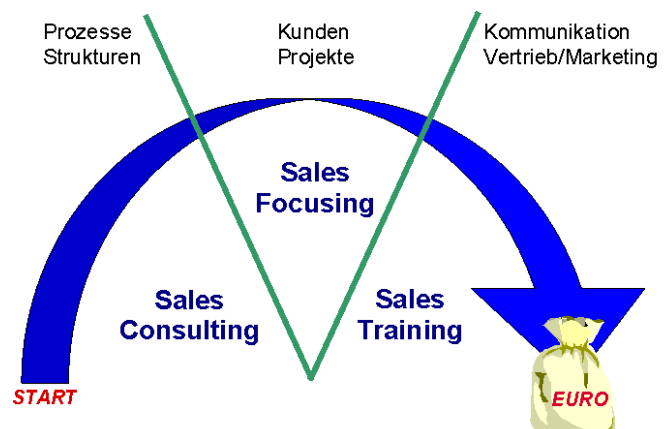 Prozesse
Strukturen
Kunden
Projekte
Kommunikation
Vertrieb/Marketing
Sales
Focusing
Sales
Consulting
Sales
Training
START
EURO